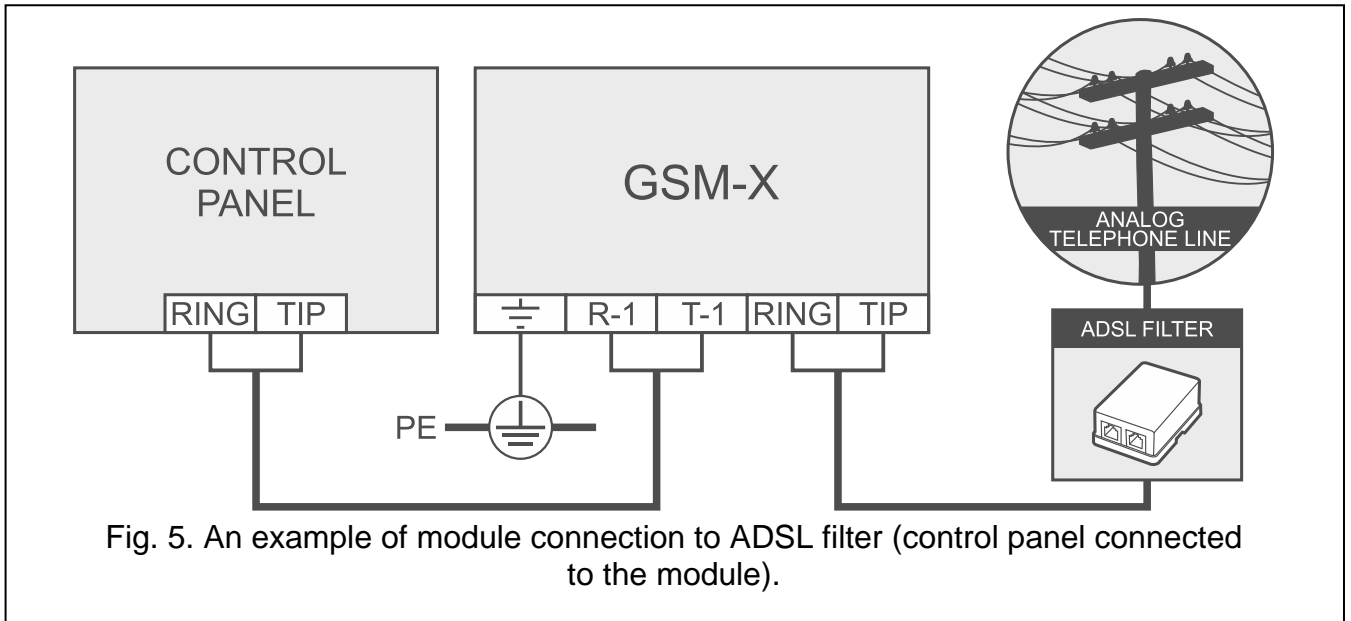 CONTROL
PANEL
RING TIP
GSM-X
R-1 T-1 RING TIP
PE
ANALOG
TELEPHONE LINE
ADSL FILTER
Fig. 5. An example of module connection to ADSL filter (control panel connected
to the module).